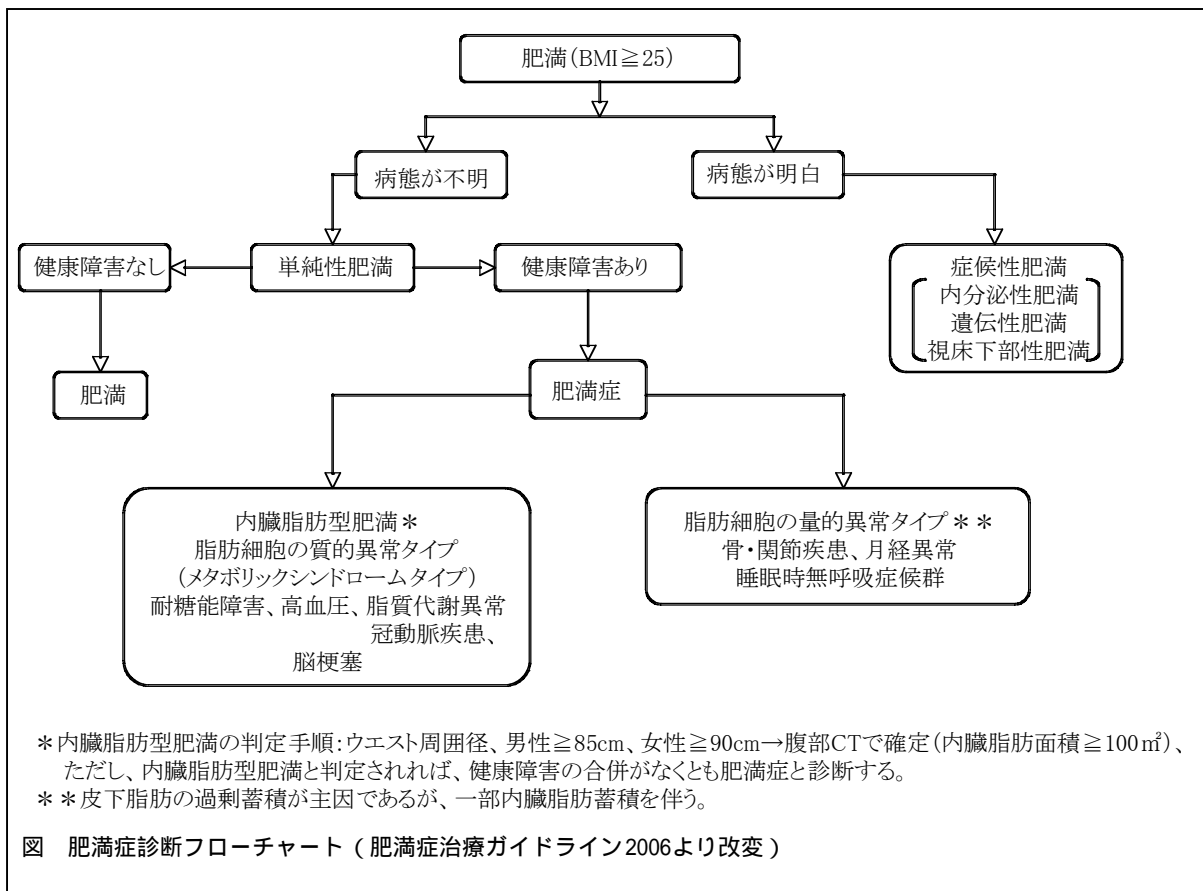 肥満(BMI≧25)
病態が不明
病態が明白
健康障害なし
単純性肥満
健康障害あり
症候性肥満
内分泌性肥満
遺伝性肥満
視床下部性肥満
肥満
肥満症
内臓脂肪型肥満＊
脂肪細胞の質的異常タイプ
(メタボリックシンドロームタイプ)
耐糖能障害、高血圧、脂質代謝異常
冠動脈疾患、
脳梗塞
脂肪細胞の量的異常タイプ＊＊
骨・関節疾患、月経異常
睡眠時無呼吸症候群
＊内臓脂肪型肥満の判定手順：ウエスト周囲径、男性≧85cm、女性≧90cm→腹部CTで確定(内臓脂肪面積≧100㎡)、
ただし、内臓脂肪型肥満と判定されれば、健康障害の合併がなくとも肥満症と診断する。
＊＊皮下脂肪の過剰蓄積が主因であるが、一部内臓脂肪蓄積を伴う。
図　肥満症診断フローチャート（肥満症治療ガイドライン2006より改変）